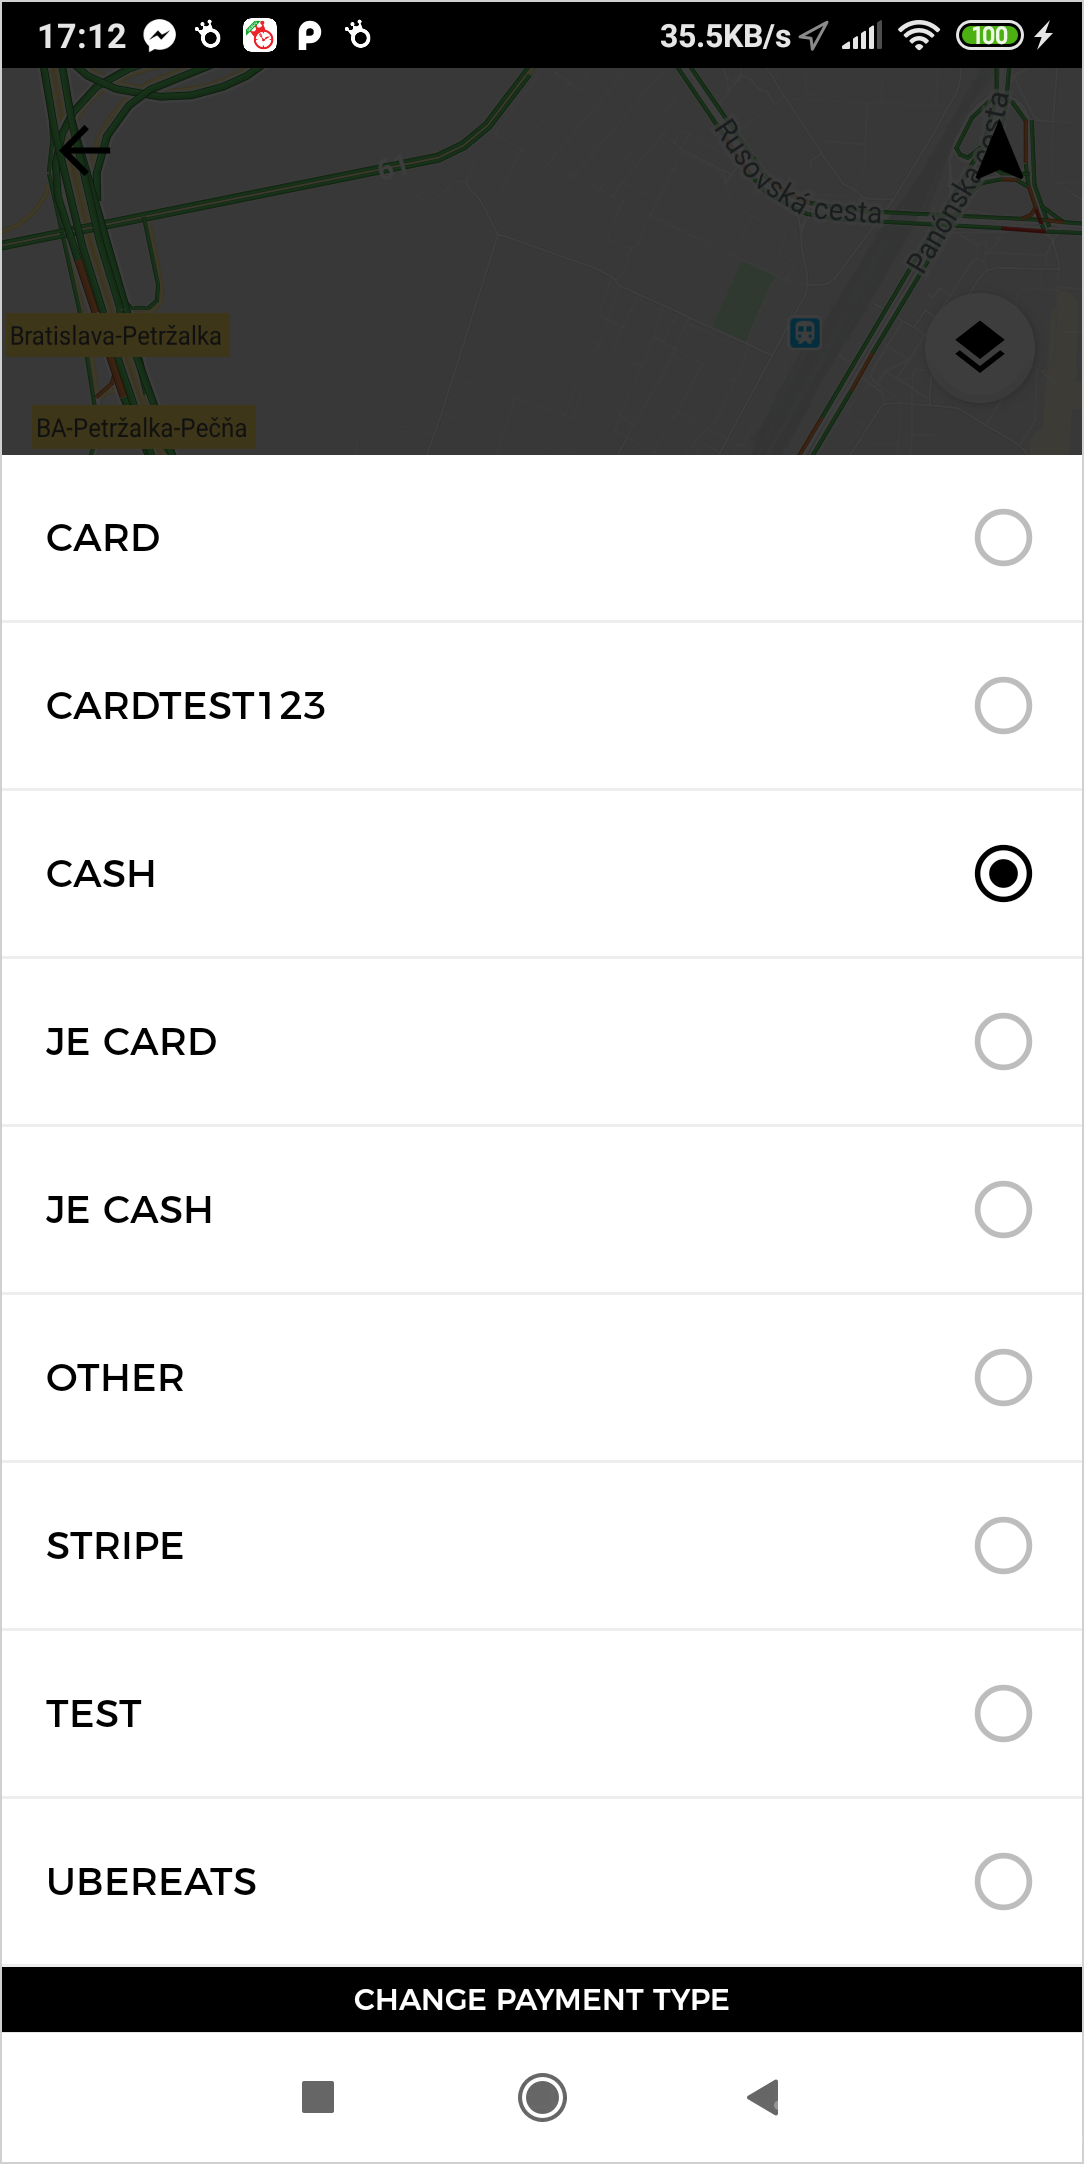 17:12 35.5KB/s 100
61
Rusovská cesta
Panónska cesta
Bratislava-Petržalka
BA-Petržalka-Pečňa
CARD
CARDTEST123
CASH
JE CARD
JE CASH
OTHER
STRIPE
TEST
UBEREATS
CHANGE PAYMENT TYPE